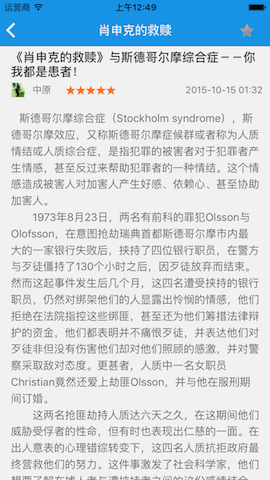 运营商 上午12:49
肖申克的救赎
《肖申克的救赎》与斯德哥尔摩综合症－－你
我都是患者！
中原 2015-10-15 01:32
斯德哥尔摩综合症（Stockholm syndrome），斯
德哥尔摩效应，又称斯德哥尔摩症候群或者称为人质
情结或人质综合症，是指犯罪的被害者对于犯罪者产
生情感，甚至反过来帮助犯罪者的一种情结。这个情
感造成被害人对加害人产生好感、依赖心、甚至协助
加害人。
1973年8月23日，两名有前科的罪犯Olsson与
Olofsson，在意图抢劫瑞典首都斯德哥尔摩市内最
大的一家银行失败后，挟持了四位银行职员，在警方
与歹徒僵持了130个小时之后，因歹徒放弃而结束。
然而这起事件发生后几个月，这四名遭受挟持的银行
职员，仍然对绑架他们的人显露出怜悯的情感，他们
拒绝在法院指控这些绑匪，甚至还为他们筹措法律辩
护的资金，他们都表明并不痛恨歹徒，并表达他们对
歹徒非但没有伤害他们却对他们照顾的感激，并对警
察采取敌对态度。更甚者，人质中一名女职员
Christian竟然还爱上劫匪Olsson，并与他在服刑期
间订婚。
这两名抢匪劫持人质达六天之久，在这期间他们
威胁受俘者的性命，但有时也表现出仁慈的一面。在
出人意表的心理错综转变下，这四名人质抗拒政府最
终营救他们的努力。这件事激发了社会科学家，他们
想要了解在掳人者与遭挟持者之间的这份感情结合，